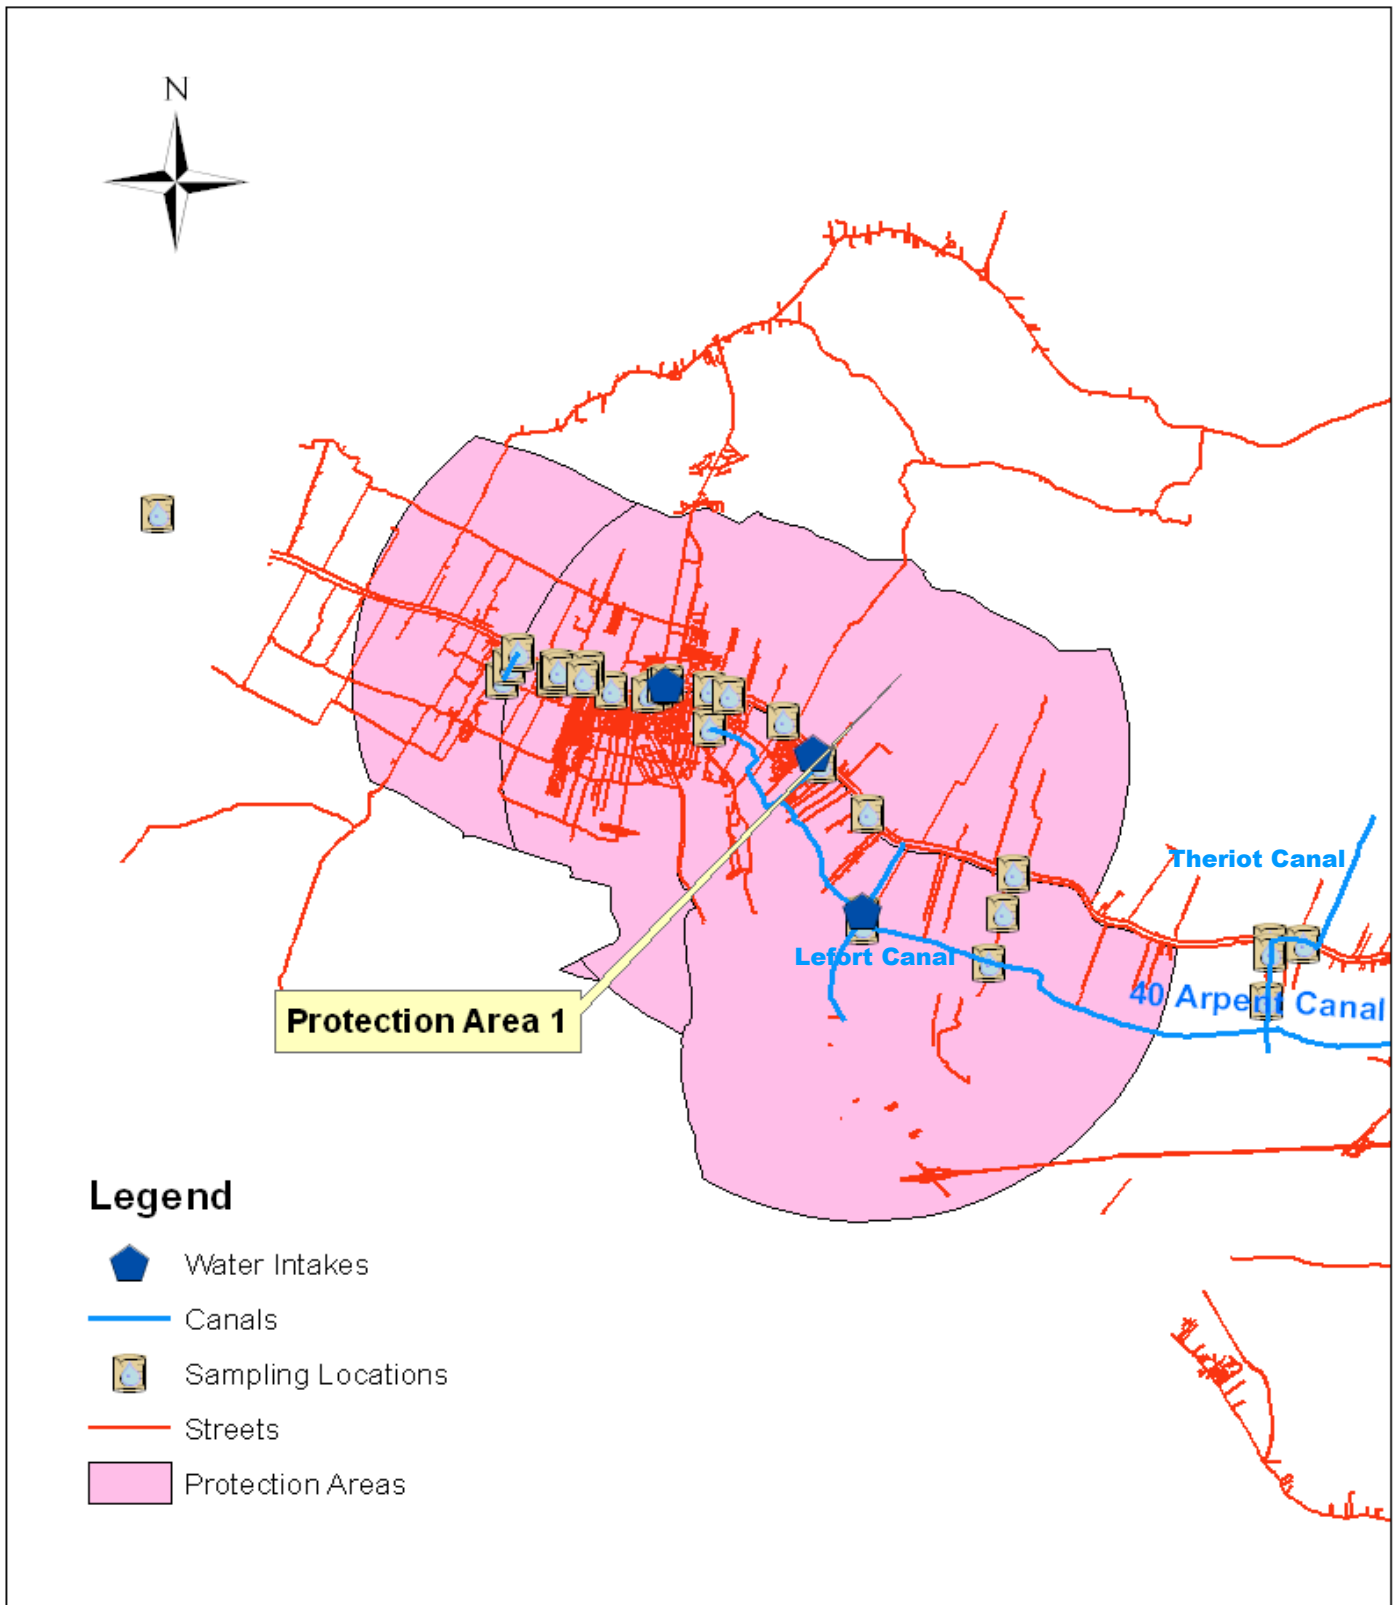 N
Theriot Canal
Lefort Canal
40 Arpent Canal
Protection Area 1
Legend
Water Intakes
Canals
Sampling Locations
Streets
Protection Areas